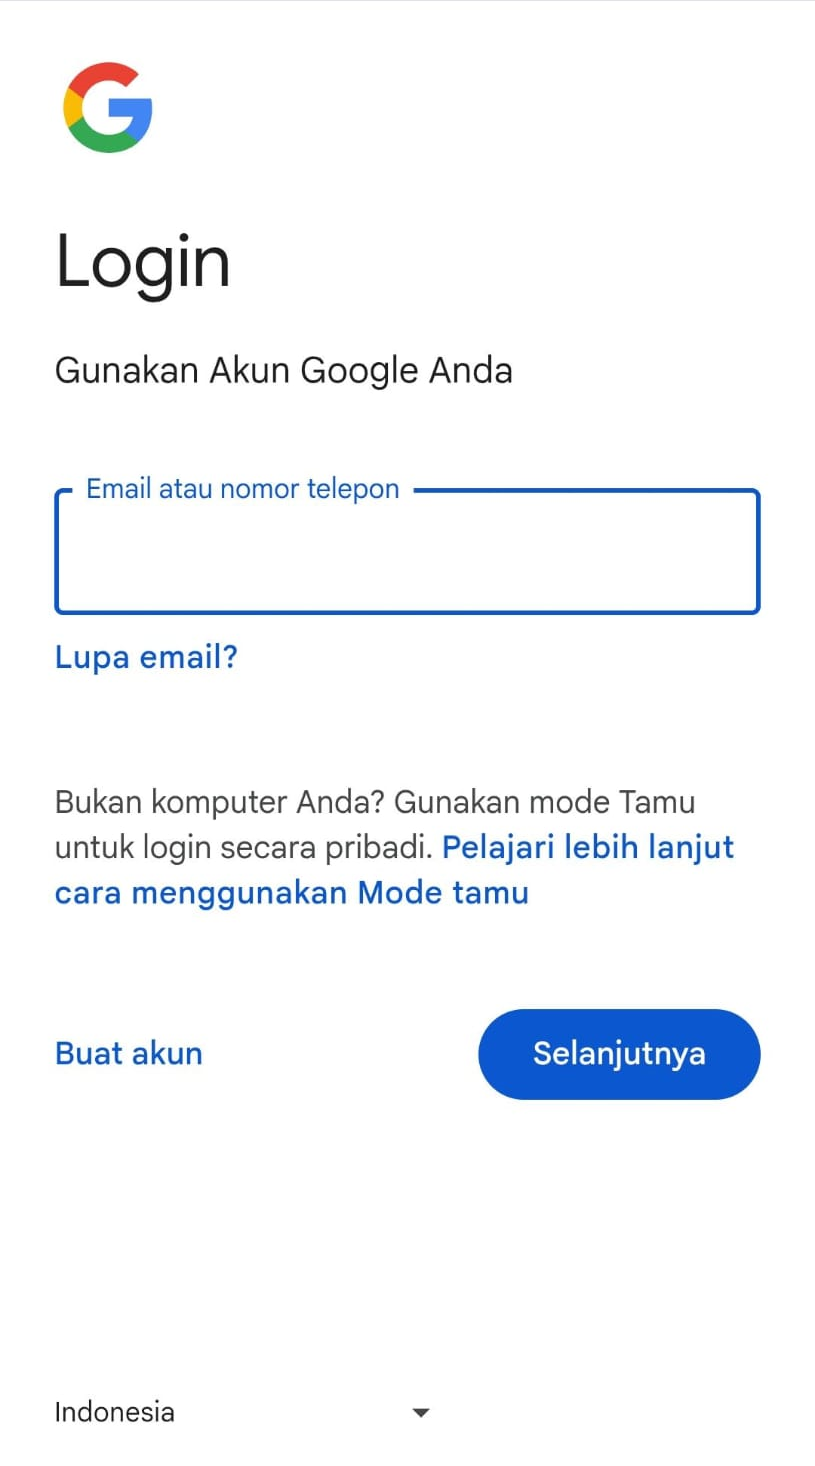 Login
Gunakan Akun Google Anda
Email atau nomor telepon
Lupa email?
Bukan komputer Anda? Gunakan mode Tamu
untuk login secara pribadi. Pelajari lebih lanjut
cara menggunakan Mode tamu
Buat akun
Selanjutnya
Indonesia